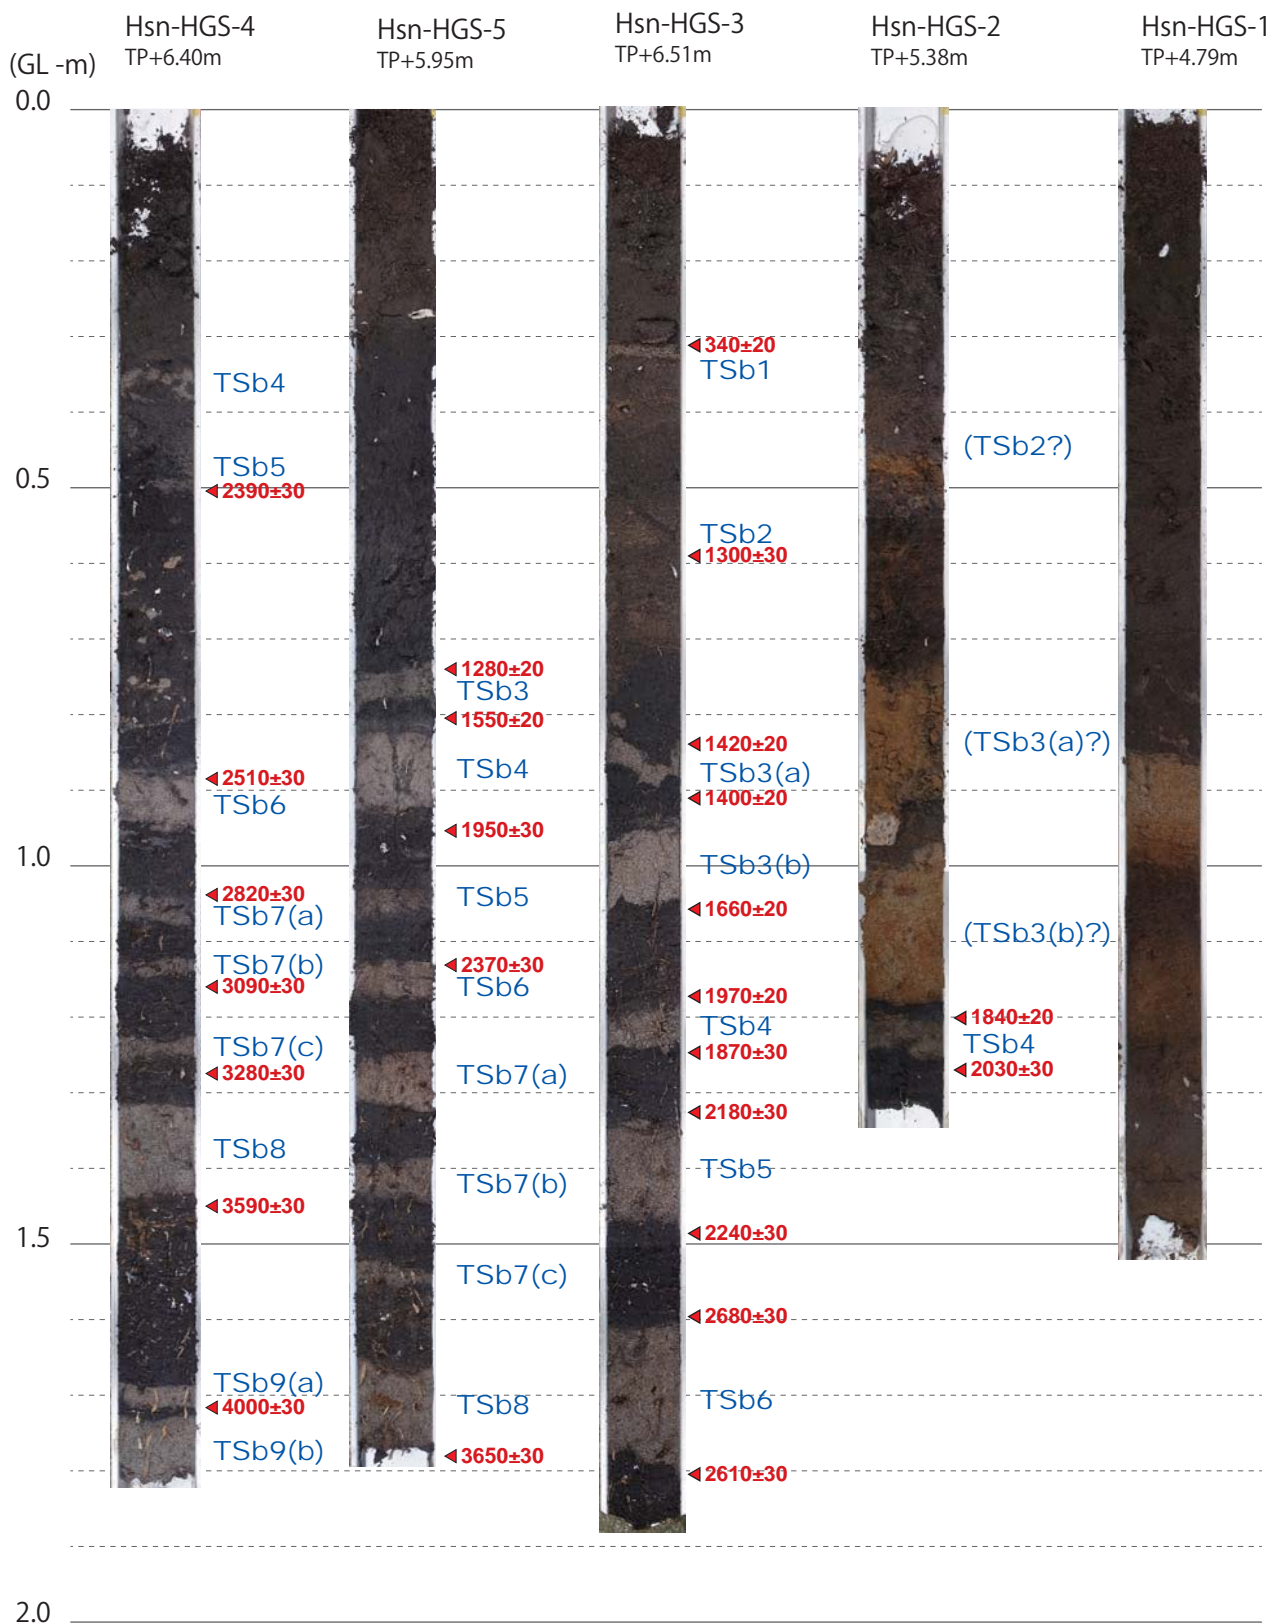 Hsn-HGS-4
TP+6.40m
Hsn-HGS-5
TP+5.95m
Hsn-HGS-3
TP+6.51m
Hsn-HGS-2
TP+5.38m
Hsn-HGS-1
TP+4.79m
(GL -m)
0.0
0.5
1.0
1.5
2.0
TSb4
TSb5
2390±30
2510±30
TSb6
2820±30
TSb7(a)
TSb7(b)
3090±30
TSb7(c)
3280±30
TSb8
3590±30
TSb9(a)
4000±30
TSb9(b)
1280±20
TSb3
1550±20
TSb4
1950±30
TSb5
2370±30
TSb6
TSb7(a)
TSb7(b)
TSb7(c)
TSb8
3650±30
340±20
TSb1
TSb2
1300±30
1420±20
TSb3(a)
1400±20
TSb3(b)
1660±20
1970±20
TSb4
1870±30
2180±30
TSb5
2240±30
2680±30
TSb6
2610±30
(TSb2?)
(TSb3(a)?)
(TSb3(b)?)
1840±20
TSb4
2030±30